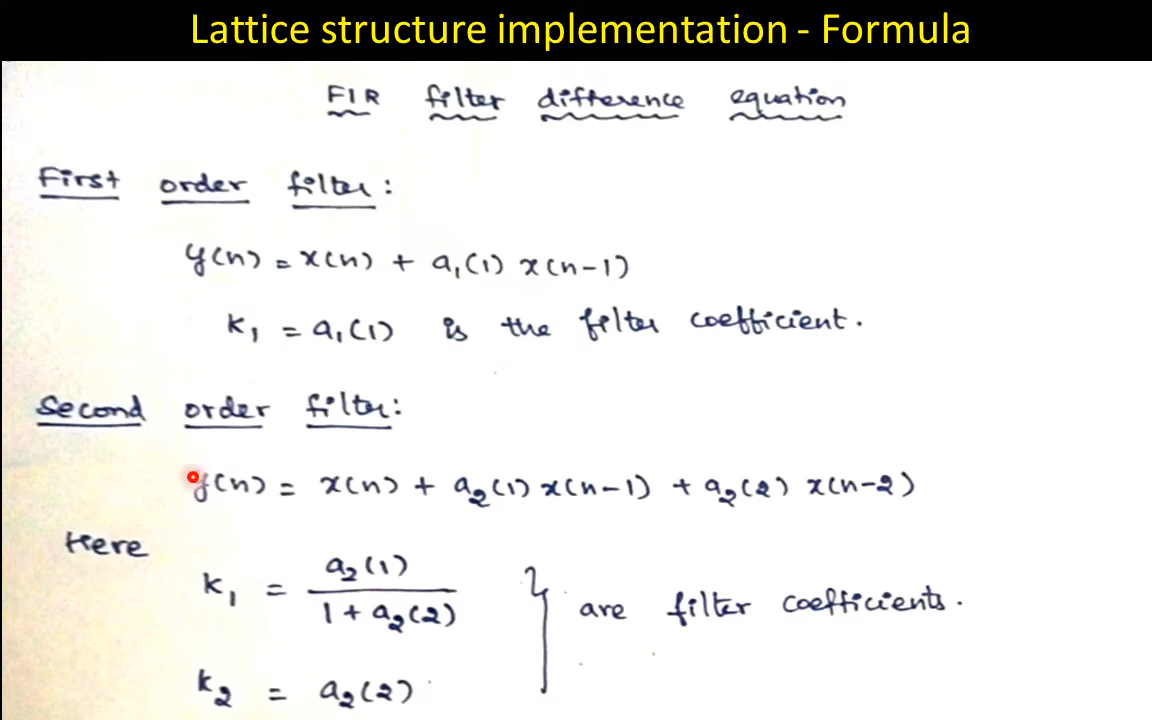 Lattice structure implementation - Formula
FIR filter difference equation
First order filter:
y(n) = x(n) + a₁(1) x(n-1)
k₁ = a₁(1) is the filter coefficient.
Second order filter:
y(n) = x(n) + a₂(1) x(n-1) + a₂(2) x(n-2)
Here
k₁ = a₂(1) / 1 + a₂(2) } are filter coefficients.
k₂ = a₂(2)